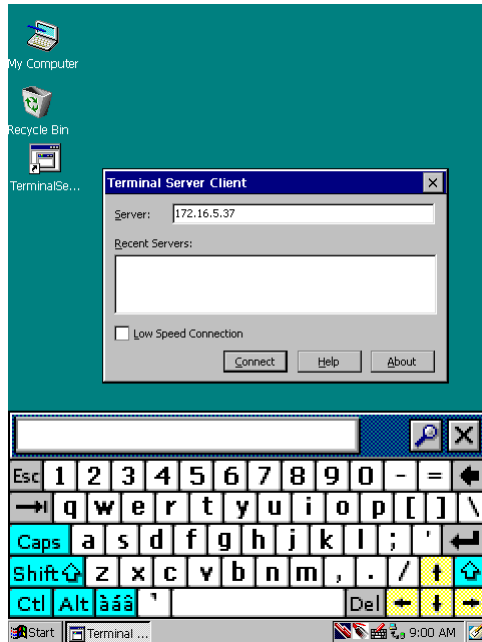 My Computer
Recycle Bin
TerminalSe...
Terminal Server Client
Server: 172.16.5.37
Recent Servers:
Low Speed Connection
Connect Help About
Esc 1 2 3 4 5 6 7 8 9 0 - =
q w e r t y u i o p [ ] \
Caps a s d f g h j k l ; '
Shift z x c v b n m , . /
Ctl Alt àáâ ` Del
Start Terminal ... 9:00 AM